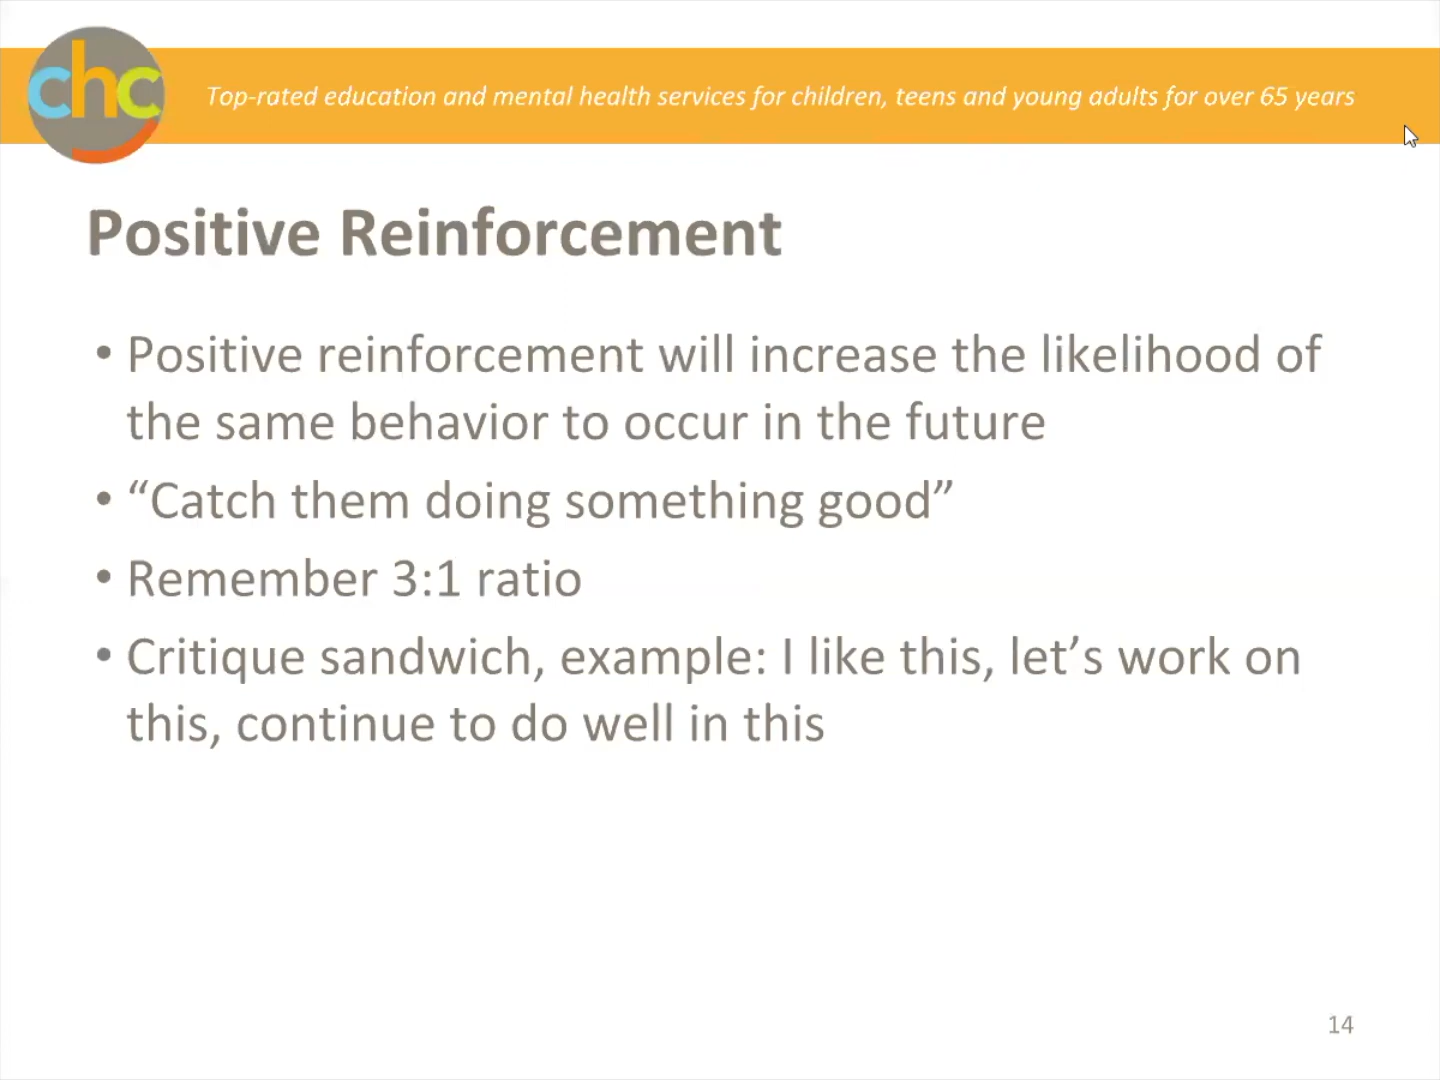 chc
Top-rated education and mental health services for children, teens and young adults for over 65 years
Positive Reinforcement
• Positive reinforcement will increase the likelihood of
the same behavior to occur in the future
• “Catch them doing something good”
• Remember 3:1 ratio
• Critique sandwich, example: I like this, let’s work on
this, continue to do well in this
14